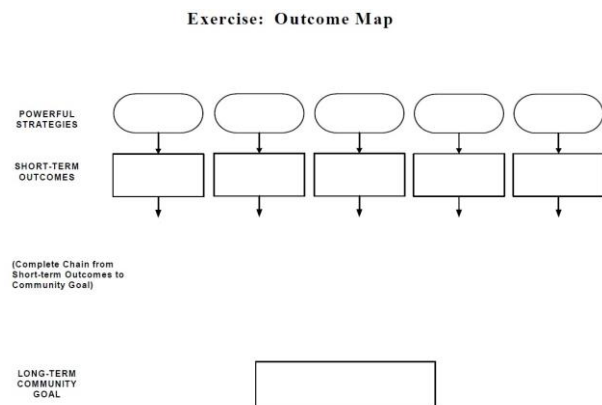 Exercise: Outcome Map
POWERFUL
STRATEGIES
SHORT-TERM
OUTCOMES
(Complete Chain from
Short-term Outcomes to
Community Goal)
LONG-TERM
COMMUNITY
GOAL